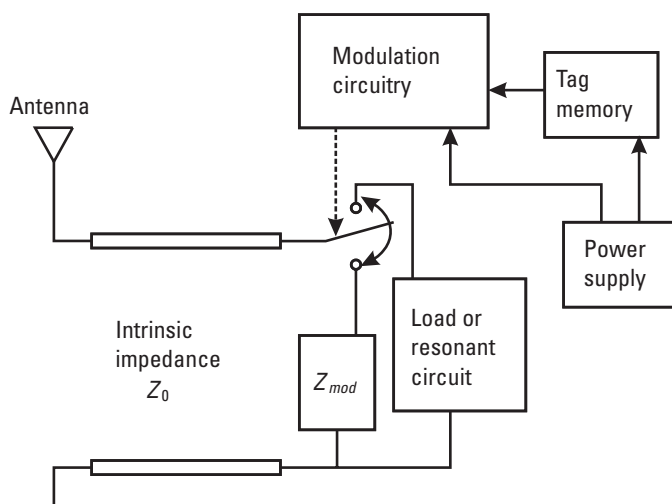 Modulation
circuitry
Tag
memory
Antenna
Power
supply
Intrinsic
impedance
Z0
Zmod
Load or
resonant
circuit